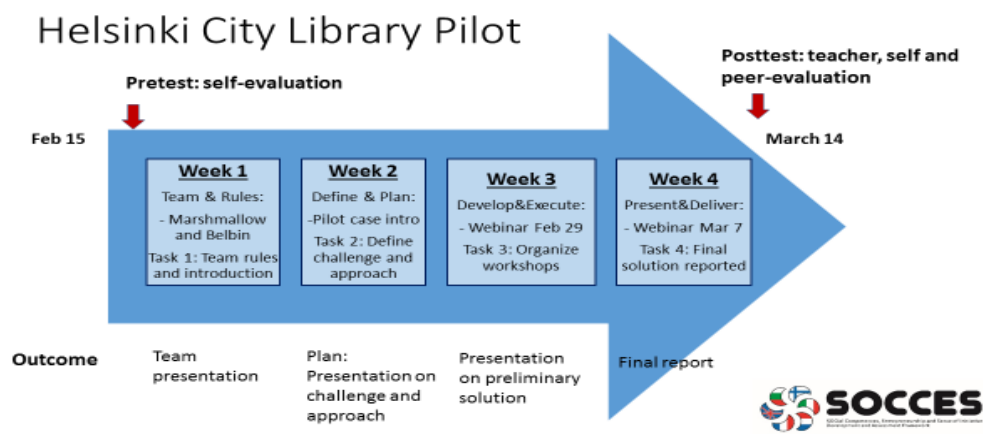 Helsinki City Library Pilot
Pretest: self-evaluation
Posttest: teacher, self and
peer-evaluation
Feb 15
March 14
Week 1
Team & Rules:
- Marshmallow
and Belbin
Task 1: Team rules
and introduction
Week 2
Define & Plan:
-Pilot case intro
Task 2: Define
challenge and
approach
Week 3
Develop&Execute:
- Webinar Feb 29
Task 3: Organize
workshops
Week 4
Present&Deliver:
- Webinar Mar 7
Task 4: Final
solution reported
Outcome
Team
presentation
Plan:
Presentation on
challenge and
approach
Presentation
on preliminary
solution
Final report
SOCCES